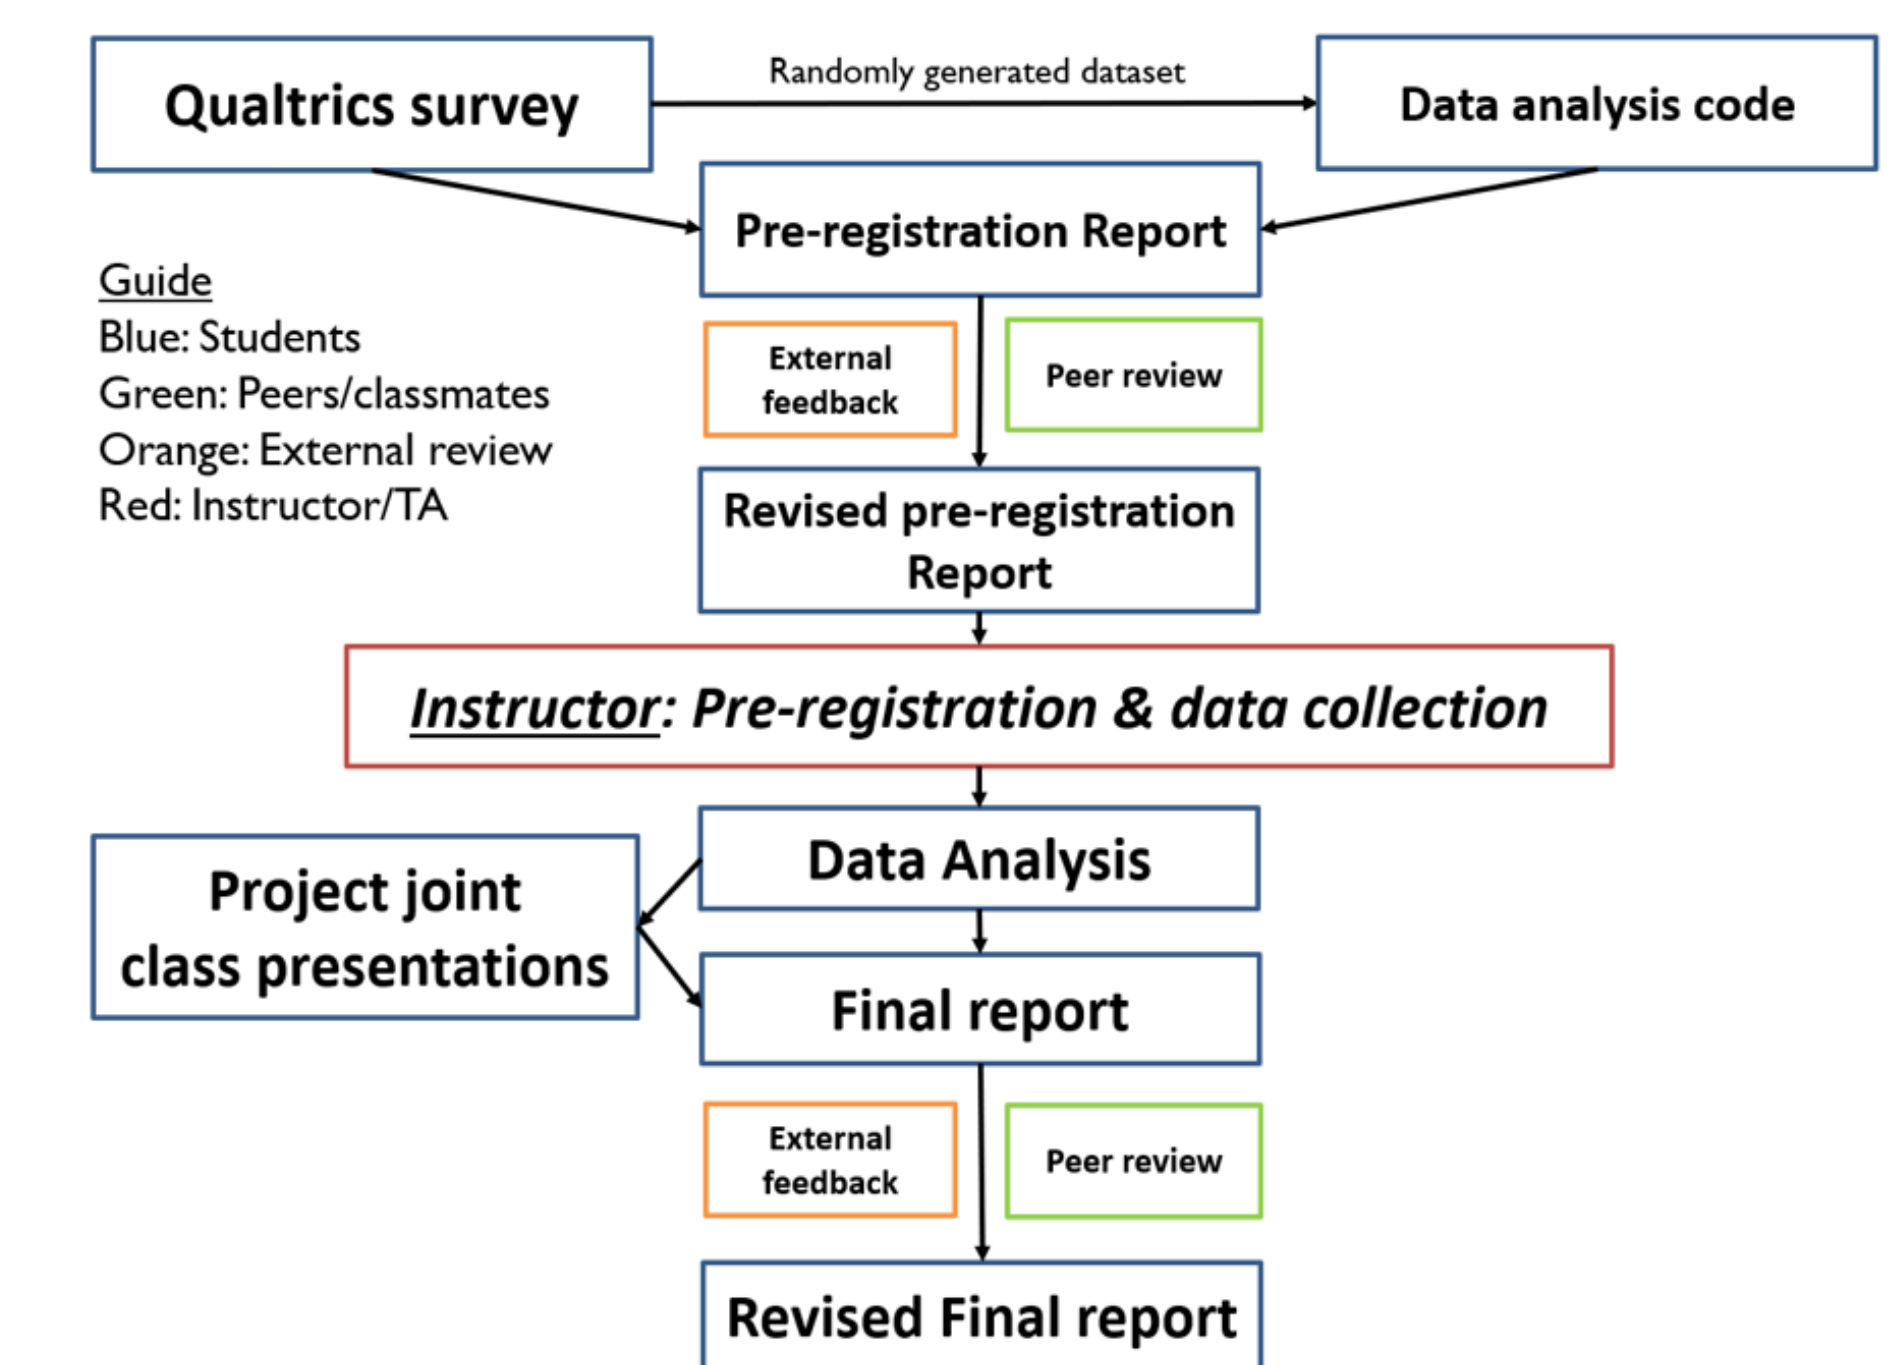 Qualtrics survey
Randomly generated dataset
Data analysis code
Pre-registration Report
Guide
Blue: Students
Green: Peers/classmates
Orange: External review
Red: Instructor/TA
External
feedback
Peer review
Revised pre-registration
Report
Instructor: Pre-registration & data collection
Data Analysis
Project joint
class presentations
Final report
External
feedback
Peer review
Revised Final report